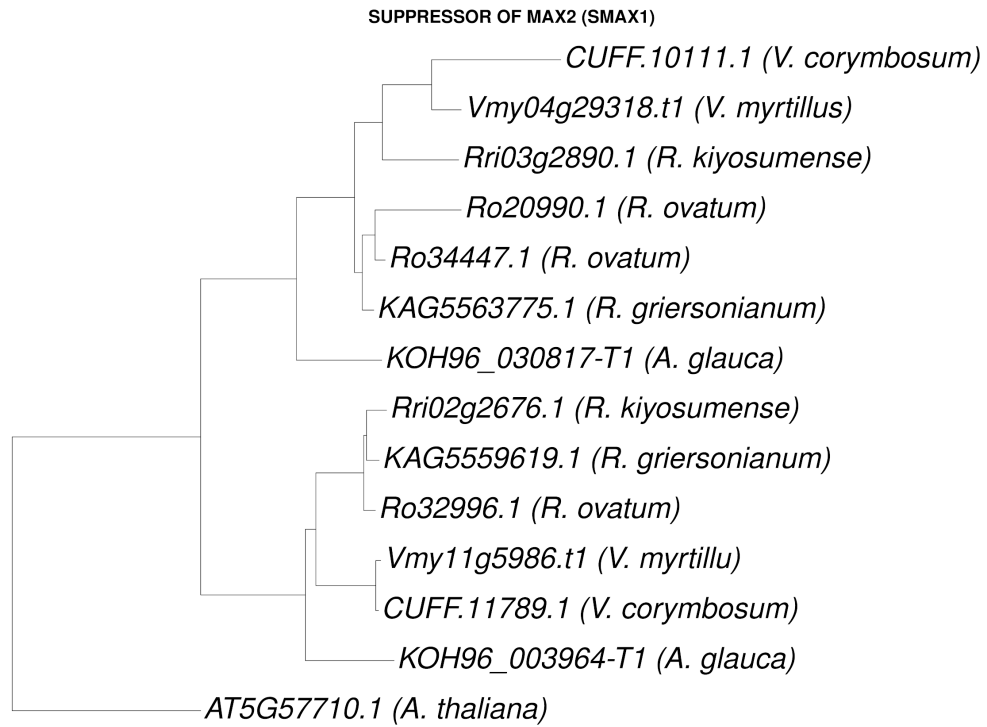 SUPPRESSOR OF MAX2 (SMAX1)
CUFF.10111.1 (V. corymbosum)
Vmy04g29318.t1 (V. myrtillus)
Rri03g2890.1 (R. kiyosumense)
Ro20990.1 (R. ovatum)
Ro34447.1 (R. ovatum)
KAG5563775.1 (R. griersonianum)
KOH96_030817-T1 (A. glauca)
Rri02g2676.1 (R. kiyosumense)
KAG5559619.1 (R. griersonianum)
Ro32996.1 (R. ovatum)
Vmy11g5986.t1 (V. myrtillu)
CUFF.11789.1 (V. corymbosum)
KOH96_003964-T1 (A. glauca)
AT5G57710.1 (A. thaliana)